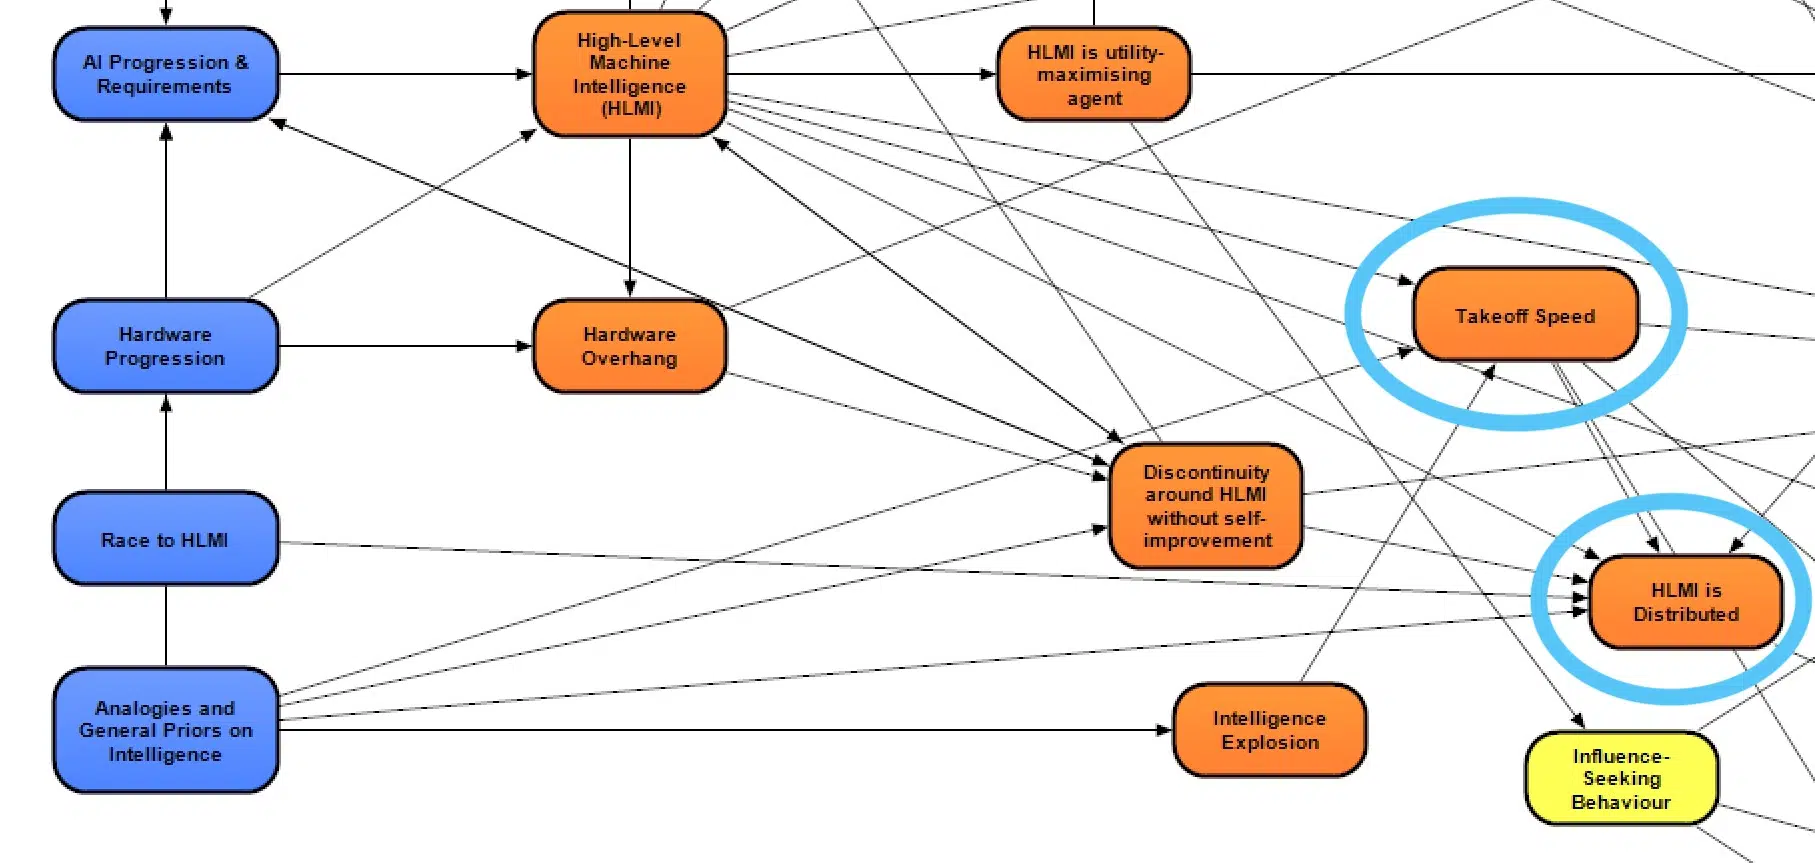 AI Progression &
Requirements
High-Level
Machine
Intelligence
(HLMI)
HLMI is utility-
maximising
agent
Takeoff Speed
Hardware
Progression
Hardware
Overhang
Discontinuity
around HLMI
without self-
improvement
Race to HLMI
HLMI is
Distributed
Analogies and
General Priors on
Intelligence
Intelligence
Explosion
Influence-
Seeking
Behaviour